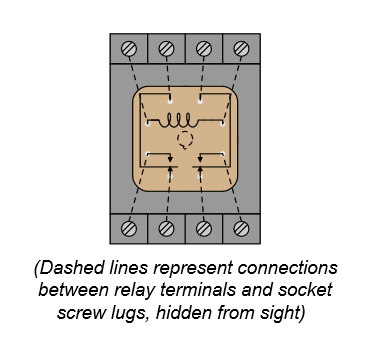 (Dashed lines represent connections
between relay terminals and socket
screw lugs, hidden from sight)